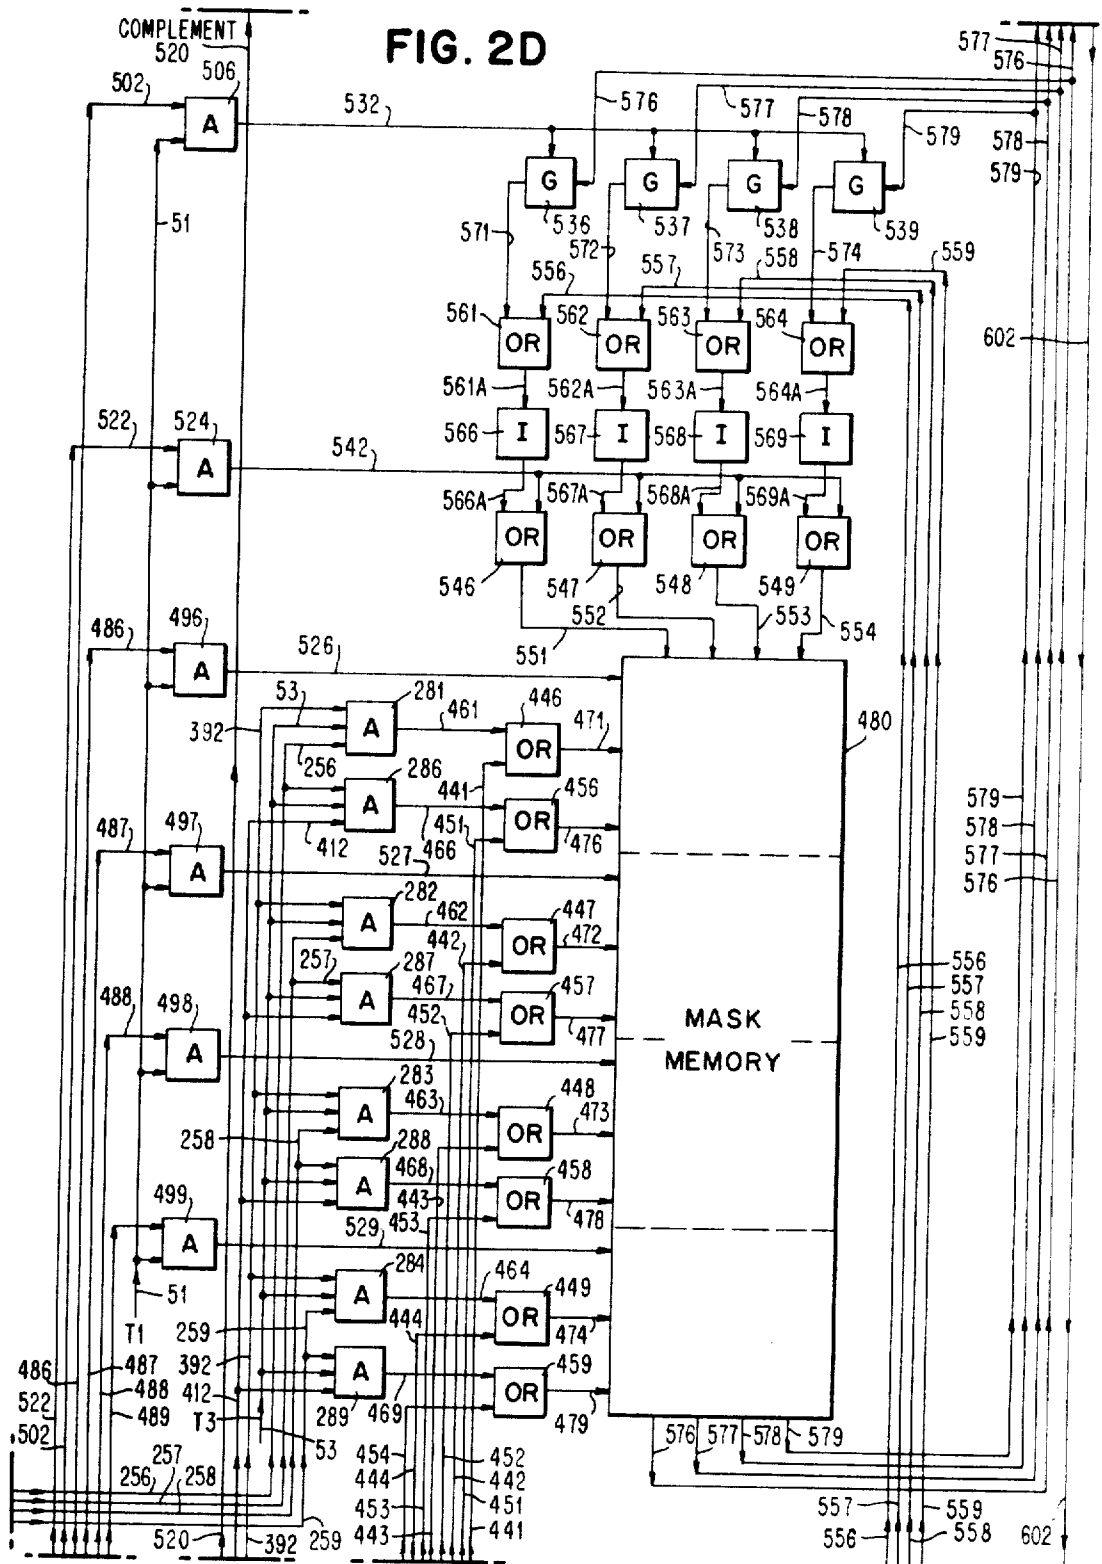 COMPLEMENT
520
FIG. 2D
577
576
506
502
A
532
576
577
578
579
578
579
51
G
G
G
G
536
537
538
539
571
572
573
574
556
557
558
559
561
562
563
564
OR
OR
OR
OR
602
561A
562A
563A
564A
522
524
A
542
566
I
567
I
568
I
569
I
566A
567A
568A
569A
OR
OR
OR
OR
546
547
548
549
552
553
554
551
486
496
A
526
392
53
256
281
A
461
446
OR
471
480
286
A
441
456
OR
476
412
466
451
487
497
A
527
579
578
577
576
282
A
462
447
OR
472
442
257
287
A
467
457
OR
477
452
488
498
A
528
MASK
MEMORY
556
557
558
559
283
A
463
448
OR
473
258
288
A
468
458
OR
478
443
453
499
A
529
284
A
464
449
OR
474
51
T1
259
444
459
OR
479
A
289
469
486
487
488
489
522
502
392
412
T3
53
576
577
578
579
257
256
258
454
444
453
443
452
442
451
441
259
520
392
557
556
559
558
602